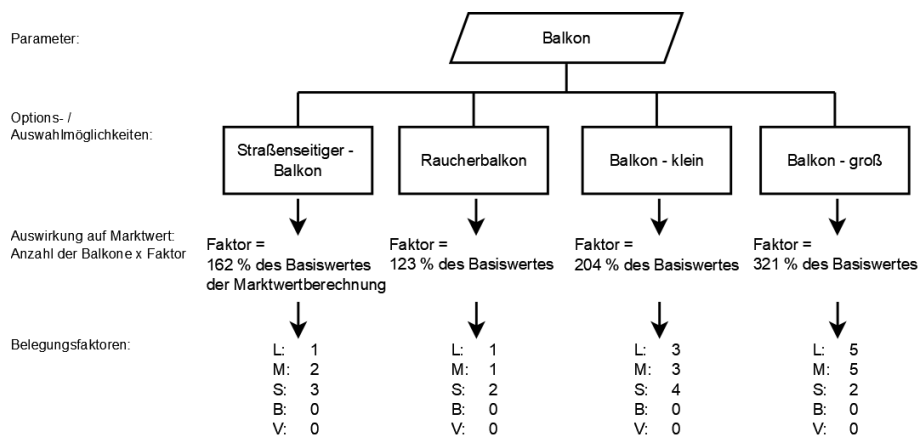 Parameter:
Balkon
Options- /
Auswahlmöglichkeiten:
Straßenseitiger -
Balkon
Raucherbalkon
Balkon - klein
Balkon - groß
Auswirkung auf Marktwert:
Anzahl der Balkone x Faktor
Faktor =
162 % des Basiswertes
der Marktwertberechnung
Faktor =
123 % des Basiswertes
Faktor =
204 % des Basiswertes
Faktor =
321 % des Basiswertes
Belegungsfaktoren:
L: 1
M: 2
S: 3
B: 0
V: 0
L: 1
M: 1
S: 2
B: 0
V: 0
L: 3
M: 3
S: 4
B: 0
V: 0
L: 5
M: 5
S: 2
B: 0
V: 0